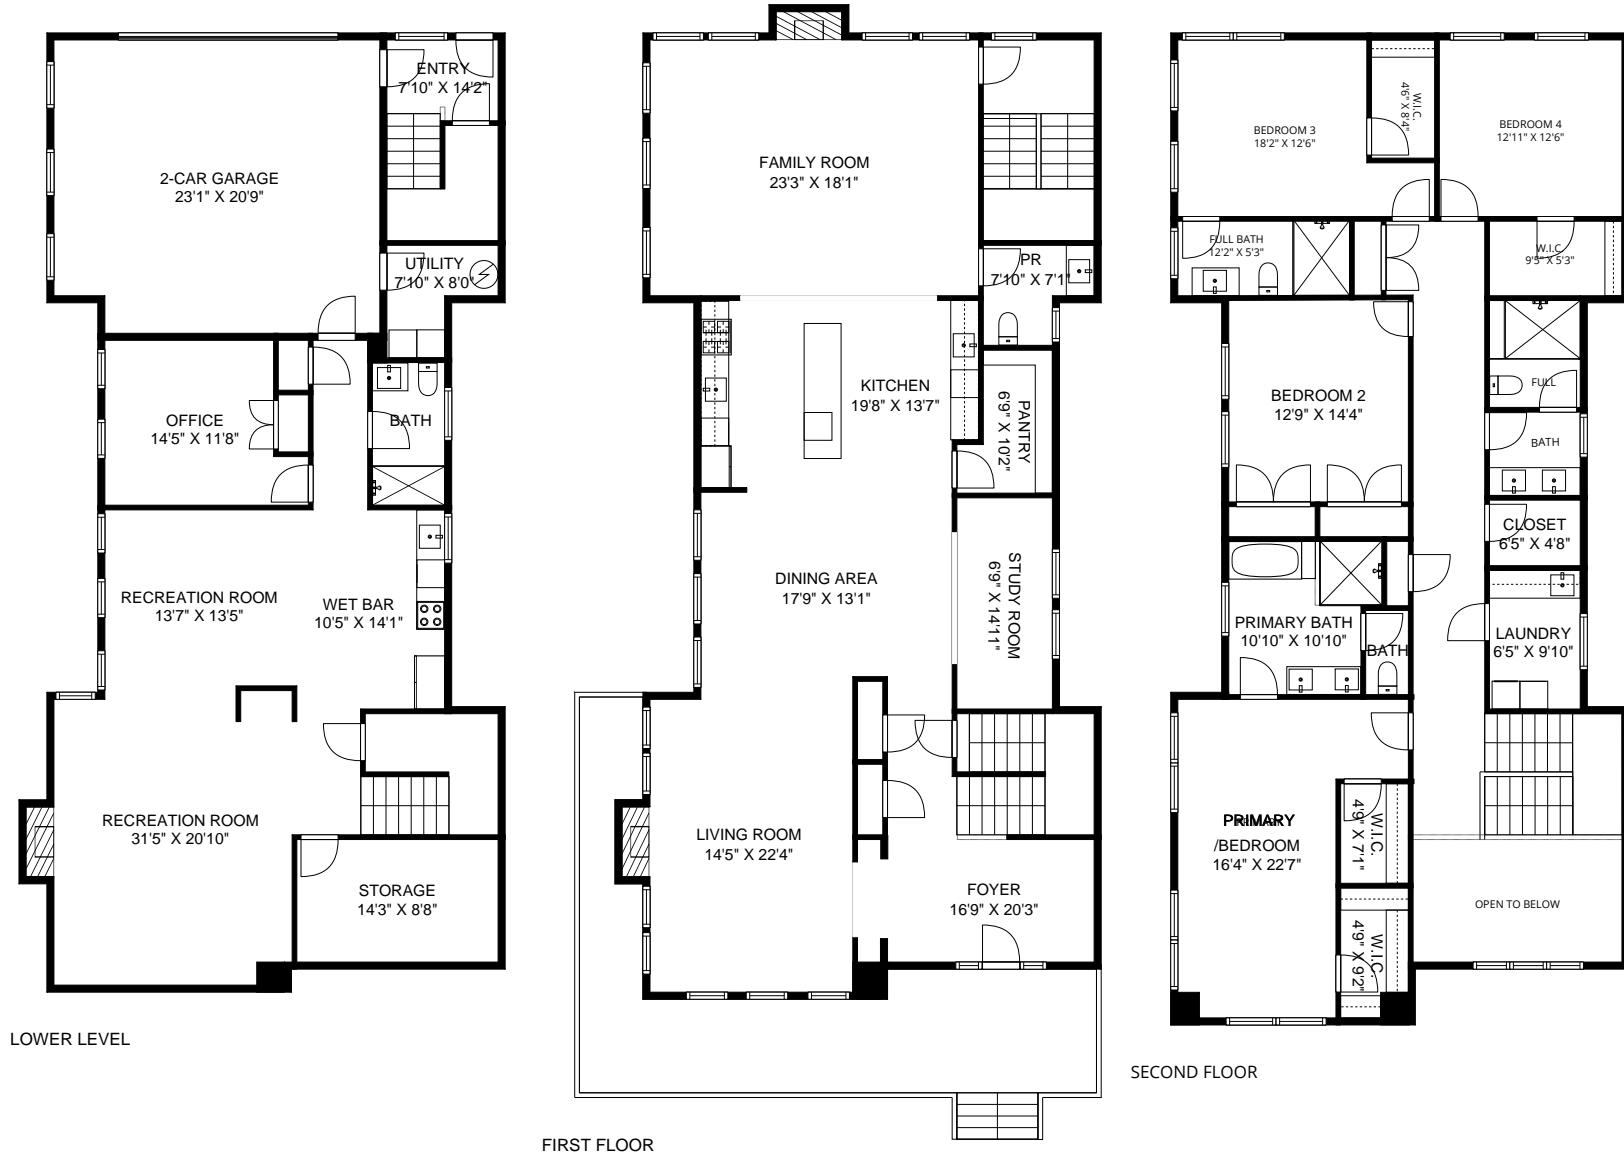 ENTRY
7'10" X 14'2"
2-CAR GARAGE
23'1" X 20'9"
UTILITY
7'10" X 8'0"
OFFICE
14'5" X 11'8"
BATH
RECREATION ROOM
13'7" X 13'5"
WET BAR
10'5" X 14'1"
RECREATION ROOM
31'5" X 20'10"
STORAGE
14'3" X 8'8"
LOWER LEVEL
FAMILY ROOM
23'3" X 18'1"
PR
7'10" X 7'1"
KITCHEN
19'8" X 13'7"
PANTRY
6'9" X 10'2"
DINING AREA
17'9" X 13'1"
STUDY ROOM
6'9" X 14'11"
LIVING ROOM
14'5" X 22'4"
FOYER
16'9" X 20'3"
FIRST FLOOR
BEDROOM 3
18'2" X 12'6"
W.I.C.
4'6" X 8'4"
BEDROOM 4
12'11" X 12'6"
FULL BATH
12'2" X 5'3"
W.I.C.
9'5" X 5'3"
BEDROOM 2
12'9" X 14'4"
FULL
BATH
CLOSET
6'5" X 4'8"
PRIMARY BATH
10'10" X 10'10"
BATH
LAUNDRY
6'5" X 9'10"
PRIMARY
/BEDROOM
16'4" X 22'7"
W.I.C.
4'9" X 7'1"
W.I.C.
4'9" X 9'2"
OPEN TO BELOW
SECOND FLOOR